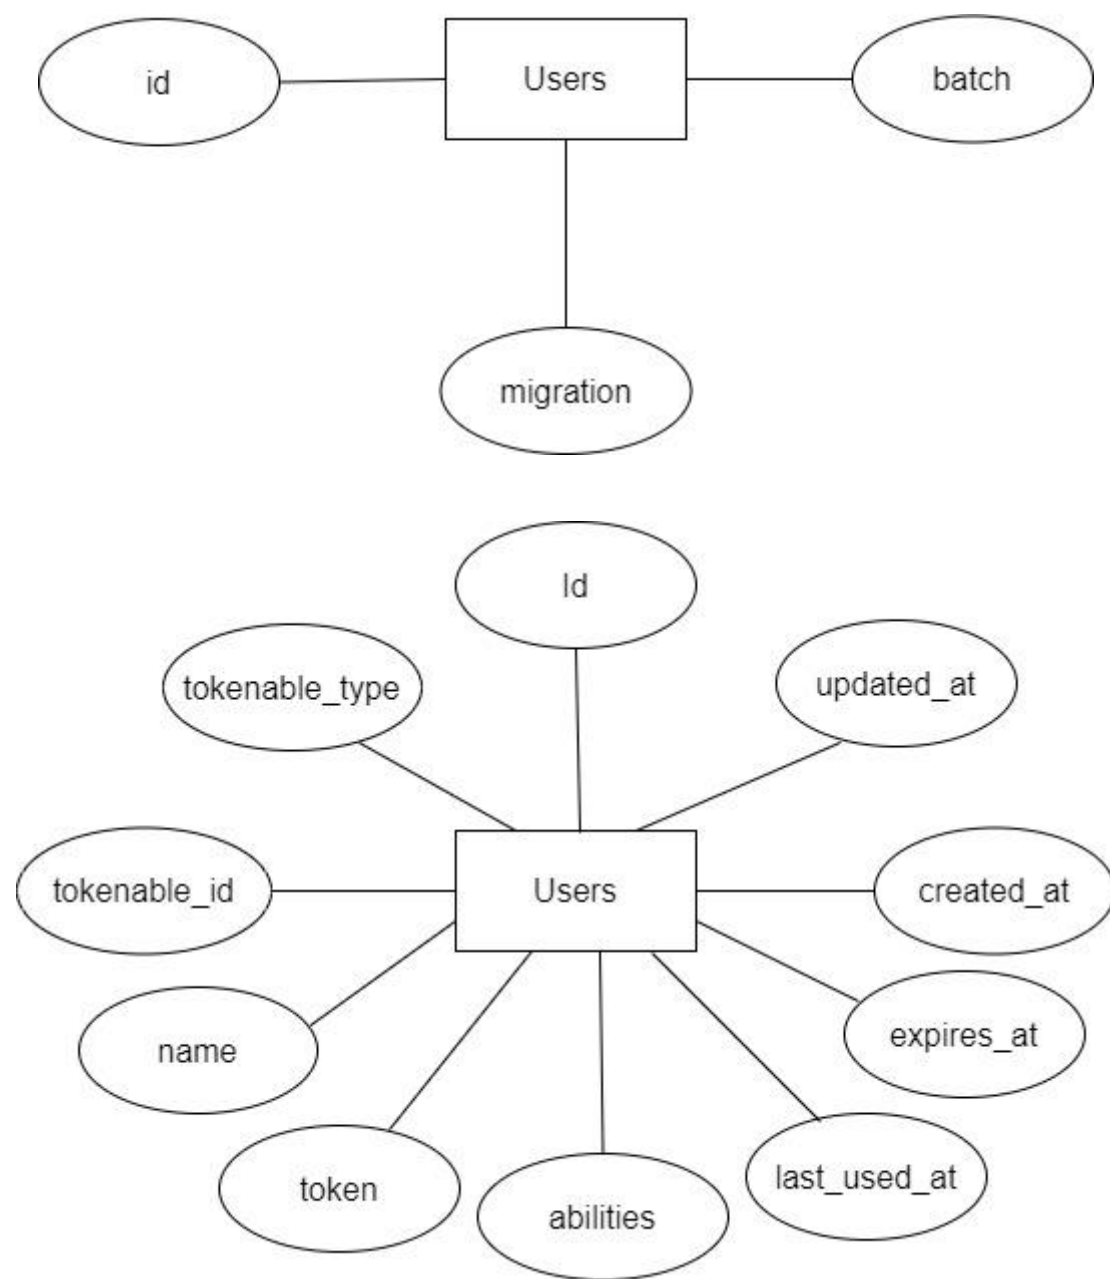 id
Users
batch
migration
Id
tokenable_type
updated_at
tokenable_id
Users
created_at
name
expires_at
token
abilities
last_used_at